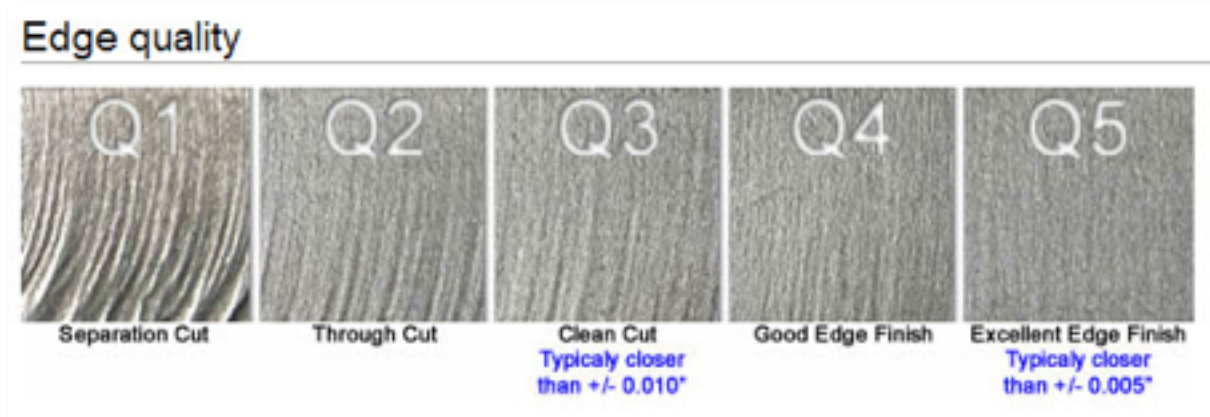 Edge quality
Q1 Q2 Q3 Q4 Q5
Separation Cut Through Cut Clean Cut Good Edge Finish Excellent Edge Finish
Typicaly closer Typicaly closer
than +/- 0.010" than +/- 0.005"